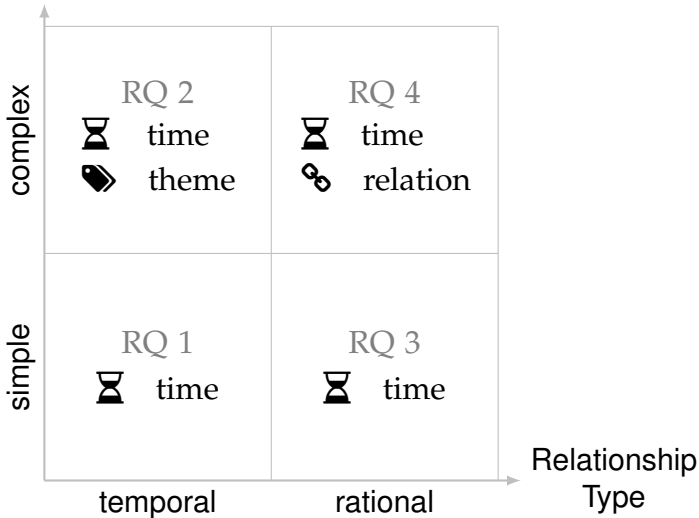 complex
RQ 2
time
theme
RQ 4
time
relation
simple
RQ 1
time
RQ 3
time
temporal
rational
Relationship
Type